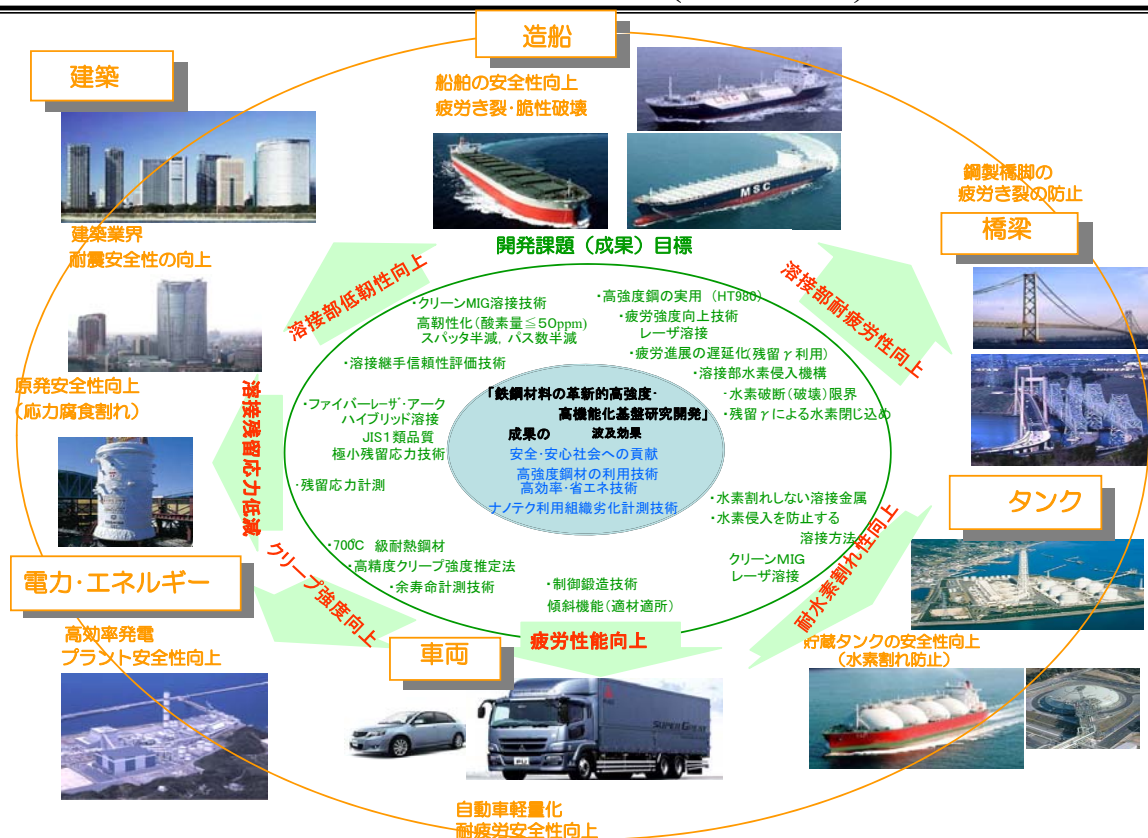 造船
建築
船舶の安全性向上
疲労き裂・脆性破壊
MSC
鋼製橋脚の
疲労き裂の防止
橋梁
建築業界
耐震安全性の向上
開発課題（成果）目標
溶接部低靭性向上
溶接部耐疲労性向上
・クリーンMIG溶接技術
高靭性化（酸素量≦50ppm）
スパッタ半減，パス数半減
・溶接継手信頼性評価技術
・高強度鋼の実用（HT980）
・疲労強度向上技術
レーザ溶接
・疲労進展の遅延化（残留γ利用）
・溶接部水素侵入機構
・水素破断（破壊）限界
・残留γによる水素閉じ込め
原発安全性向上
（応力腐食割れ）
溶接残留応力低減
・ファイバーレーザ・アーク
ハイブリッド溶接
JIS1類品質
極小残留応力技術
・残留応力計測
「鉄鋼材料の革新的高強度・
高機能化基盤研究開発」
成果の 波及効果
安全・安心社会への貢献
高強度鋼材の利用技術
高効率・省エネ技術
ナノテク利用組織劣化計測技術
タンク
・水素割れしない溶接金属
・水素侵入を防止する
溶接方法
クリーンMIG
レーザ溶接
耐水素割れ性向上
・700℃ 級耐熱鋼材
・高精度クリープ強度推定法
・余寿命計測技術
・制御鍛造技術
傾斜機能（適材適所）
クリープ強度向上
電力・エネルギー
高効率発電
プラント安全性向上
疲労性能向上
車両
SUPER GREAT
貯蔵タンクの安全性向上
（水素割れ防止）
自動車軽量化
耐疲労安全性向上